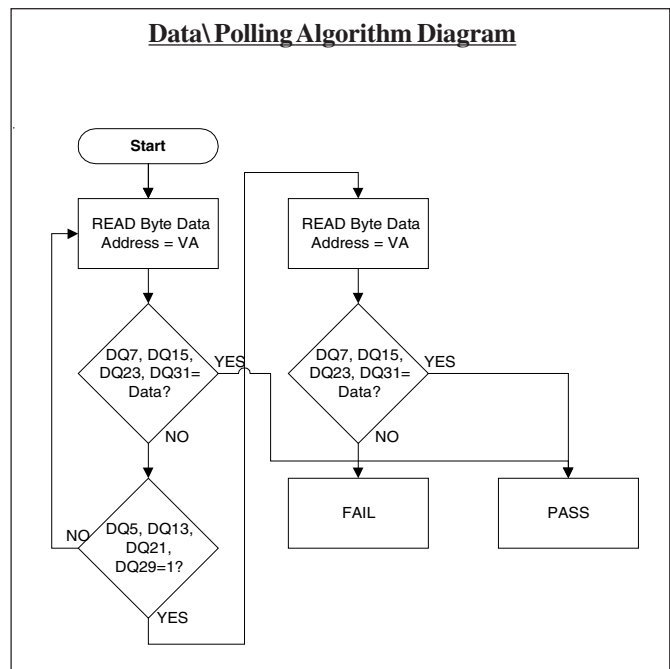 Data\ Polling Algorithm Diagram
Start
READ Byte Data
Address = VA
READ Byte Data
Address = VA
DQ7, DQ15,
DQ23, DQ31=
Data?
YES
NO
DQ7, DQ15,
DQ23, DQ31=
Data?
YES
NO
DQ5, DQ13,
DQ21,
DQ29=1?
NO
YES
FAIL
PASS